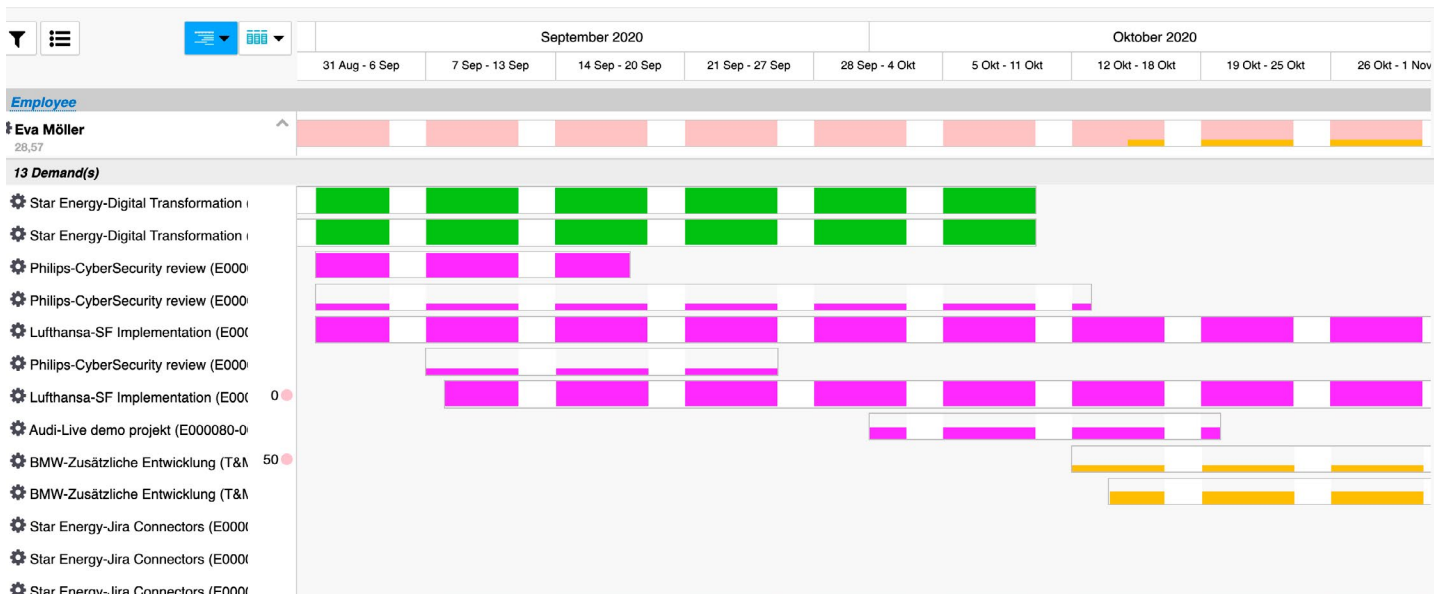 September 2020
Oktober 2020
31 Aug - 6 Sep
7 Sep - 13 Sep
14 Sep - 20 Sep
21 Sep - 27 Sep
28 Sep - 4 Okt
5 Okt - 11 Okt
12 Okt - 18 Okt
19 Okt - 25 Okt
26 Okt - 1 Nov
Employee
Eva Möller
28,57
13 Demand(s)
Star Energy-Digital Transformation (
Star Energy-Digital Transformation (
Philips-CyberSecurity review (E000
Philips-CyberSecurity review (E000
Lufthansa-SF Implementation (E000
Philips-CyberSecurity review (E000
Lufthansa-SF Implementation (E000 0
Audi-Live demo projekt (E000080-0
BMW-Zusätzliche Entwicklung (T&M 50
BMW-Zusätzliche Entwicklung (T&M
Star Energy-Jira Connectors (E000
Star Energy-Jira Connectors (E000
Star Energy-Jira Connectors (E000